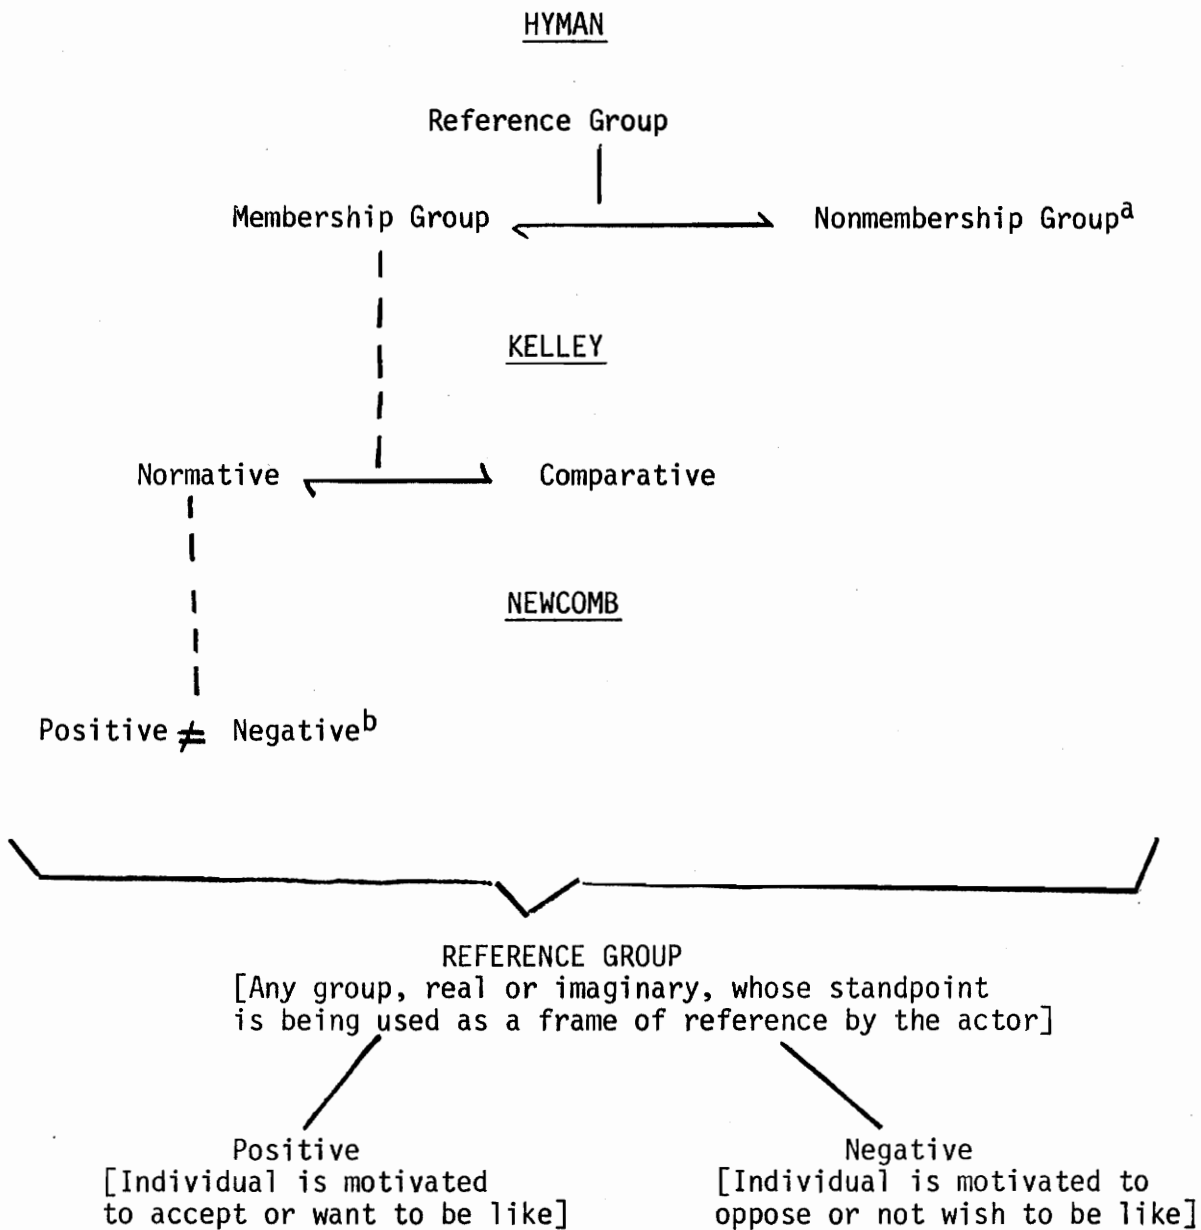 HYMAN
Reference Group
Membership Group Nonmembership Groupᵃ
KELLEY
Normative Comparative
NEWCOMB
Positive ≠ Negativeᵇ
REFERENCE GROUP
[Any group, real or imaginary, whose standpoint
is being used as a frame of reference by the actor]
Positive Negative
[Individual is motivated [Individual is motivated to
to accept or want to be like] oppose or not wish to be like]